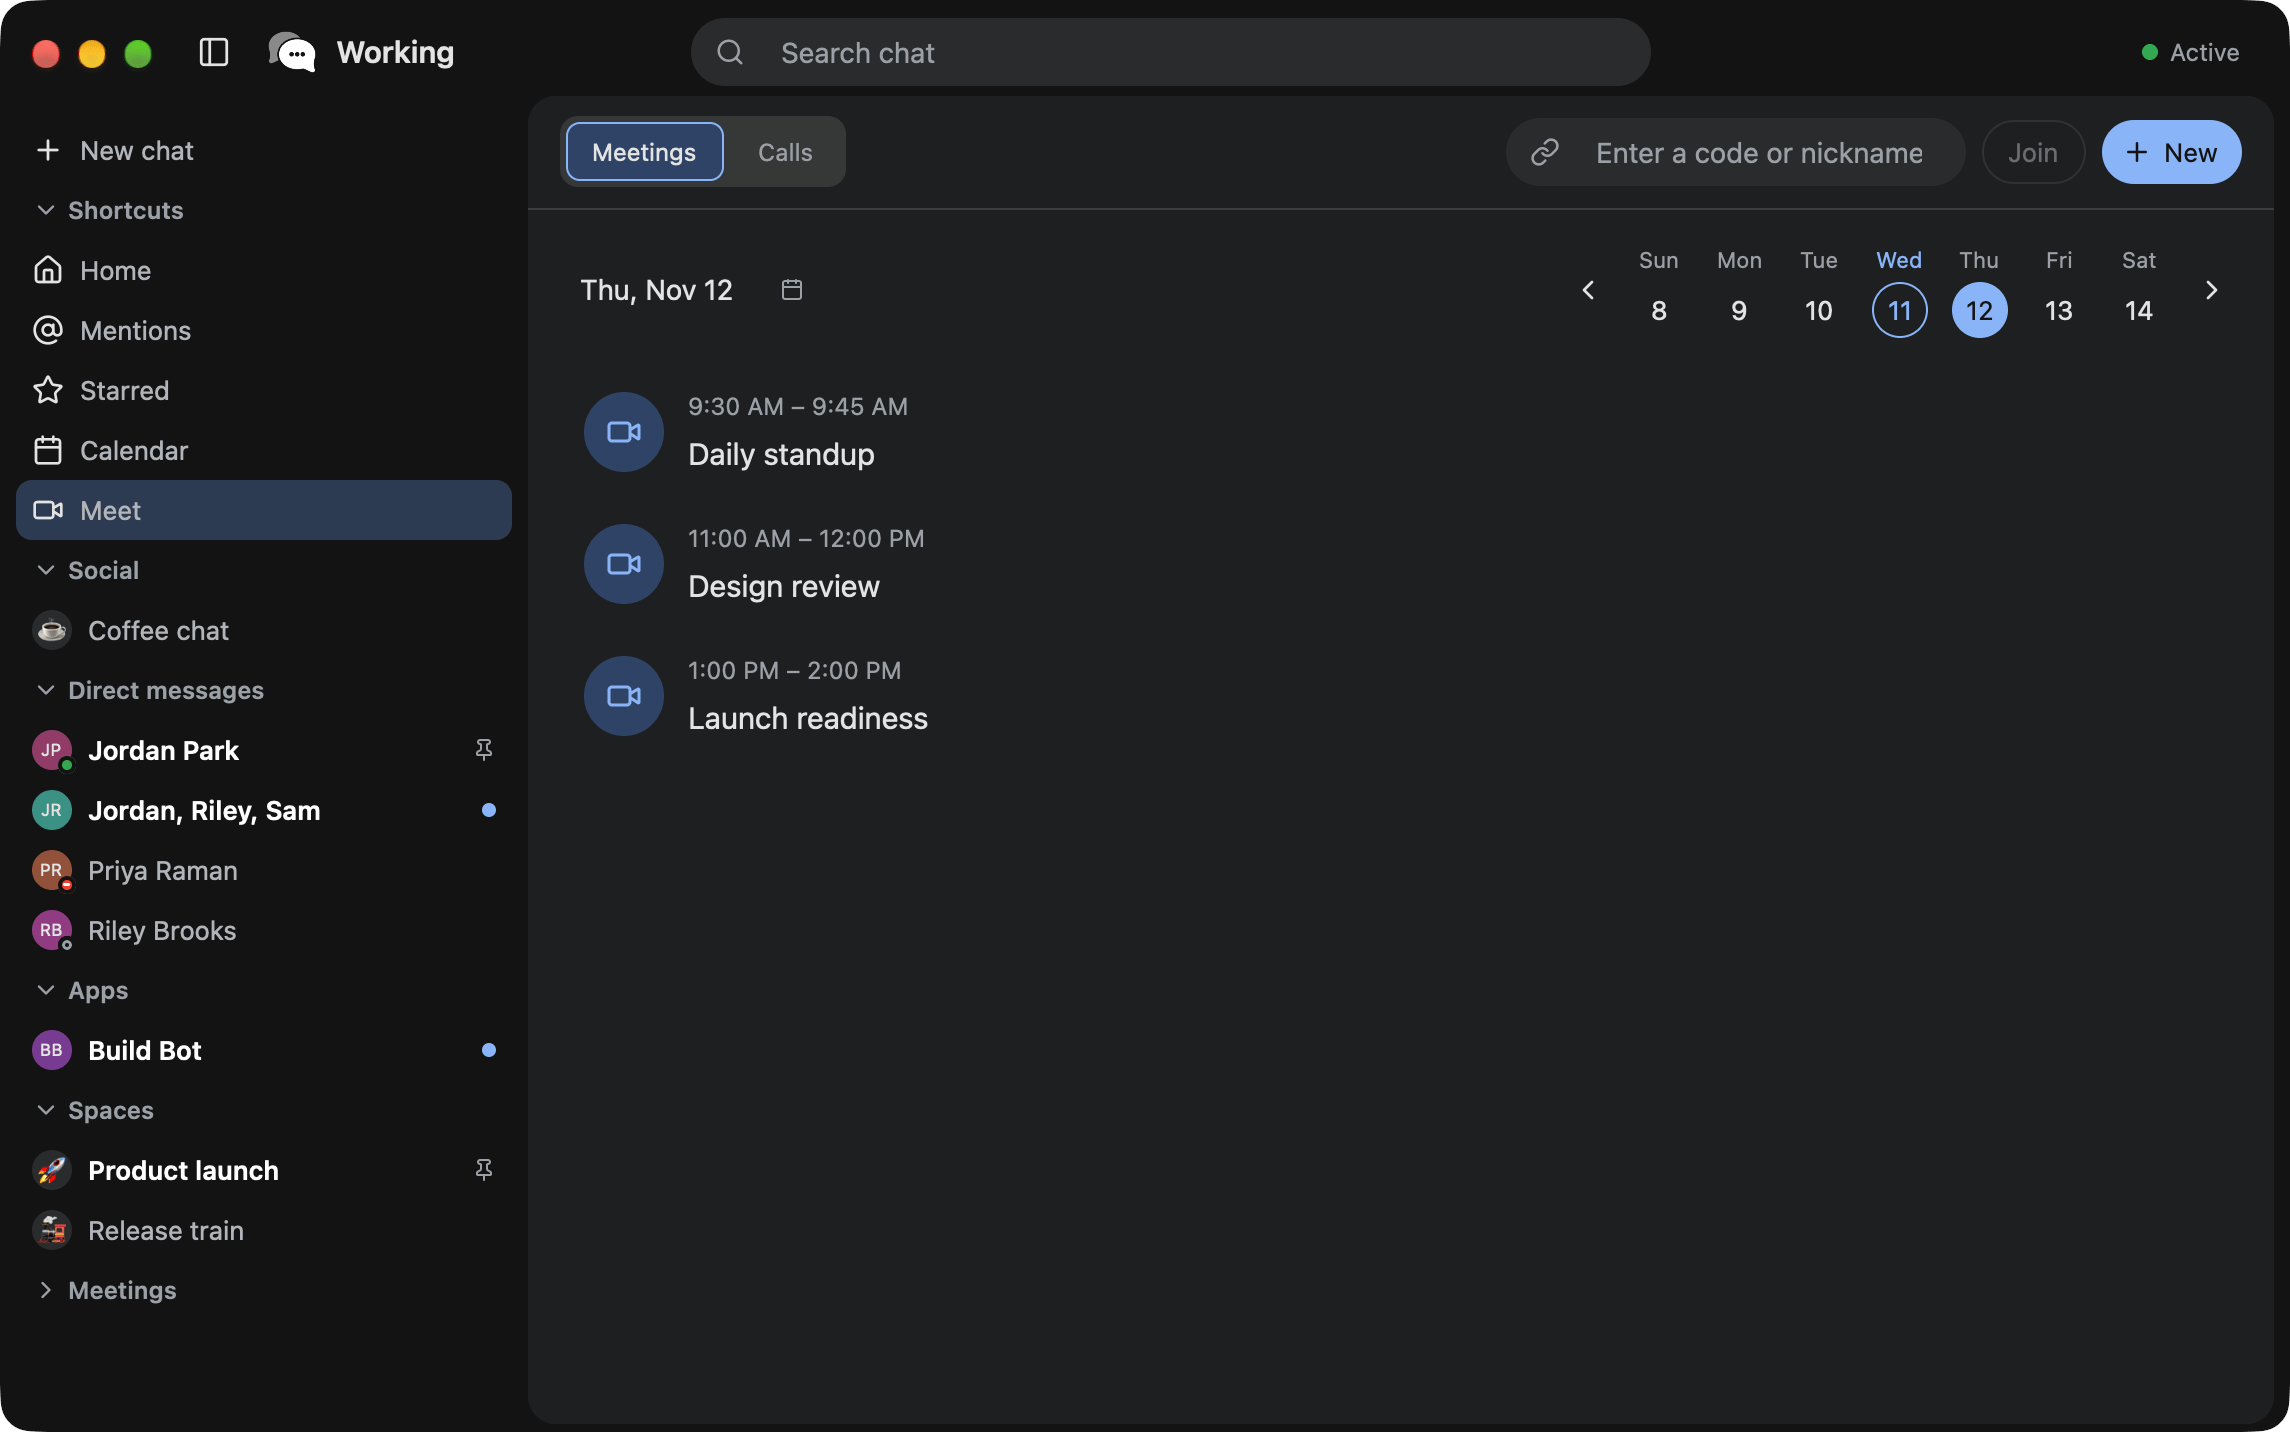 Working
Search chat
Active
New chat
Shortcuts
Home
Mentions
Starred
Calendar
Meet
Social
Coffee chat
Direct messages
JP Jordan Park
JR Jordan, Riley, Sam
PR Priya Raman
RB Riley Brooks
Apps
BB Build Bot
Spaces
Product launch
Release train
Meetings
Meetings Calls
Enter a code or nickname
Join
New
Thu, Nov 12
Sun Mon Tue Wed Thu Fri Sat
8 9 10 11 12 13 14
9:30 AM – 9:45 AM
Daily standup
11:00 AM – 12:00 PM
Design review
1:00 PM – 2:00 PM
Launch readiness